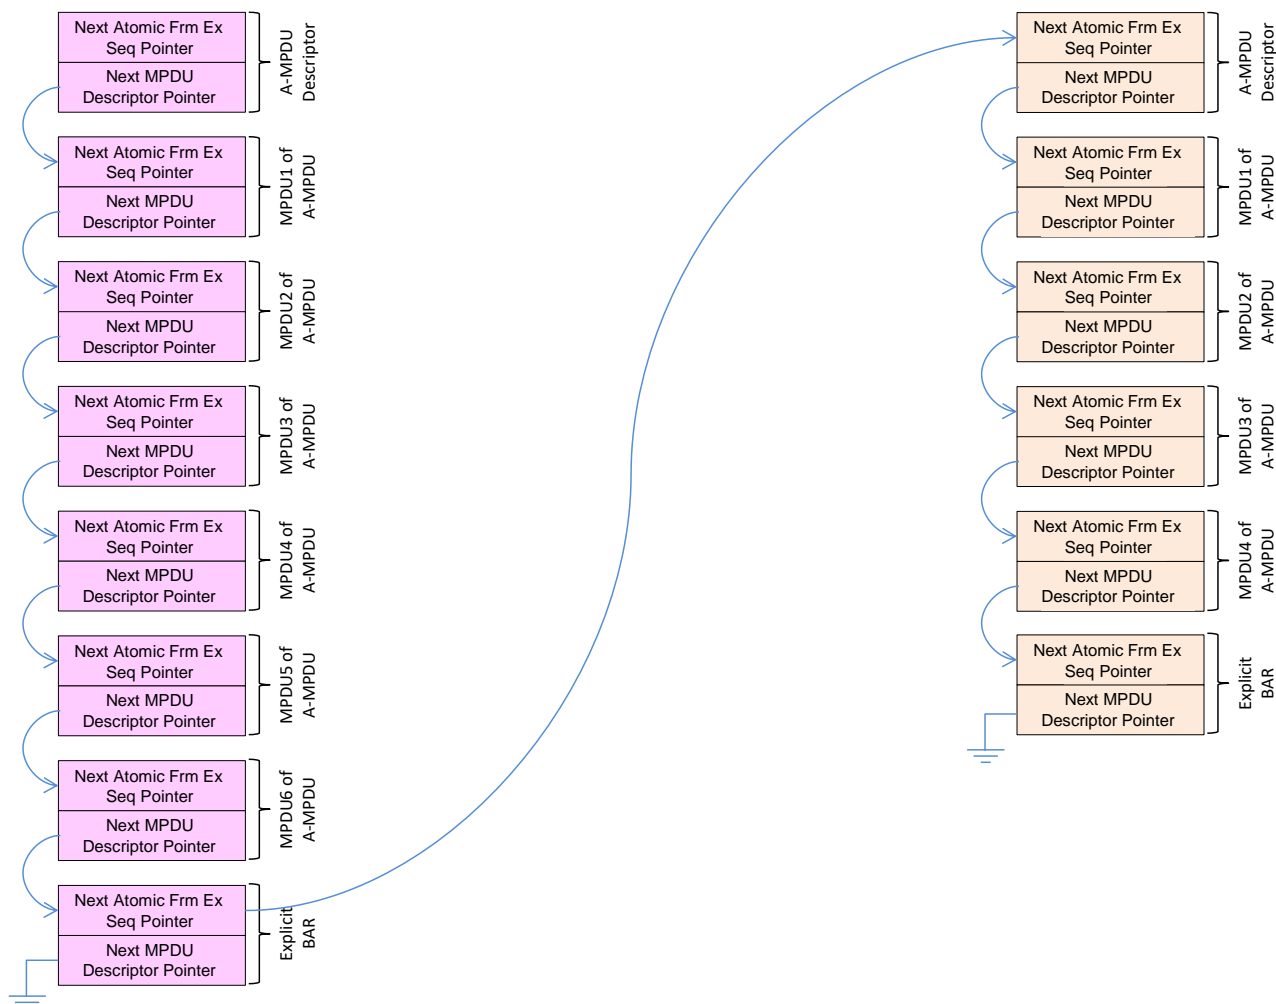 Next Atomic Frm Ex
Seq Pointer
Next MPDU
Descriptor Pointer
A-MPDU
Descriptor
Next Atomic Frm Ex
Seq Pointer
Next MPDU
Descriptor Pointer
MPDU1 of
A-MPDU
Next Atomic Frm Ex
Seq Pointer
Next MPDU
Descriptor Pointer
MPDU2 of
A-MPDU
Next Atomic Frm Ex
Seq Pointer
Next MPDU
Descriptor Pointer
MPDU3 of
A-MPDU
Next Atomic Frm Ex
Seq Pointer
Next MPDU
Descriptor Pointer
MPDU4 of
A-MPDU
Next Atomic Frm Ex
Seq Pointer
Next MPDU
Descriptor Pointer
MPDU5 of
A-MPDU
Next Atomic Frm Ex
Seq Pointer
Next MPDU
Descriptor Pointer
MPDU6 of
A-MPDU
Next Atomic Frm Ex
Seq Pointer
Next MPDU
Descriptor Pointer
Explicit
BAR
Next Atomic Frm Ex
Seq Pointer
Next MPDU
Descriptor Pointer
A-MPDU
Descriptor
Next Atomic Frm Ex
Seq Pointer
Next MPDU
Descriptor Pointer
MPDU1 of
A-MPDU
Next Atomic Frm Ex
Seq Pointer
Next MPDU
Descriptor Pointer
MPDU2 of
A-MPDU
Next Atomic Frm Ex
Seq Pointer
Next MPDU
Descriptor Pointer
MPDU3 of
A-MPDU
Next Atomic Frm Ex
Seq Pointer
Next MPDU
Descriptor Pointer
MPDU4 of
A-MPDU
Next Atomic Frm Ex
Seq Pointer
Next MPDU
Descriptor Pointer
Explicit
BAR